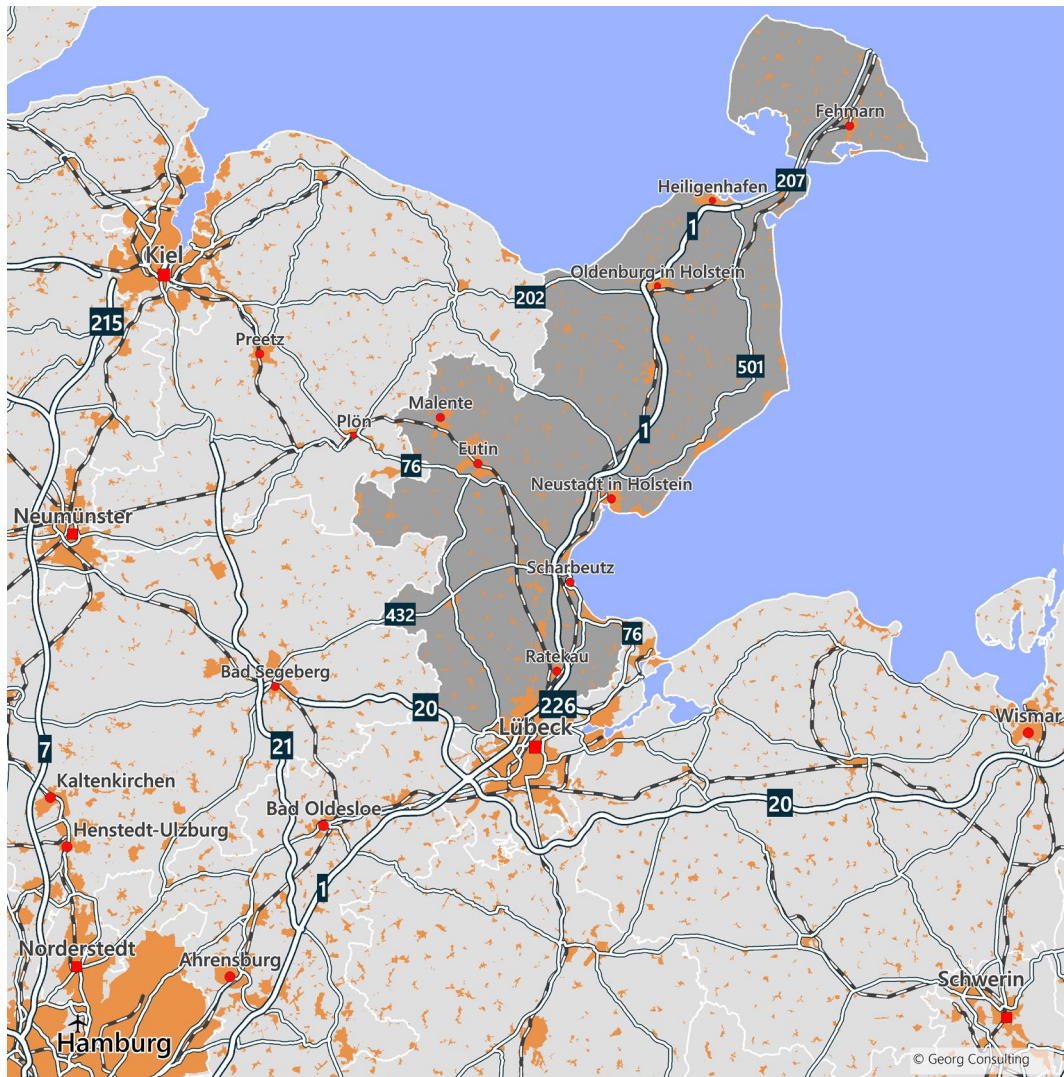 Fehmarn
207
Heiligenhafen
1
Kiel
Oldenburg in Holstein
202
215
Preetz
501
Malente
Plön
1
Eutin
76
Neustadt in Holstein
Neumünster
Scharbeutz
432
76
Ratekau
Bad Segeberg
20
226
Lübeck
Wismar
7
21
Kaltenkirchen
20
Bad Oldesloe
Henstedt-Ulzburg
1
Norderstedt
Ahrensburg
Schwerin
Hamburg
© Georg Consulting